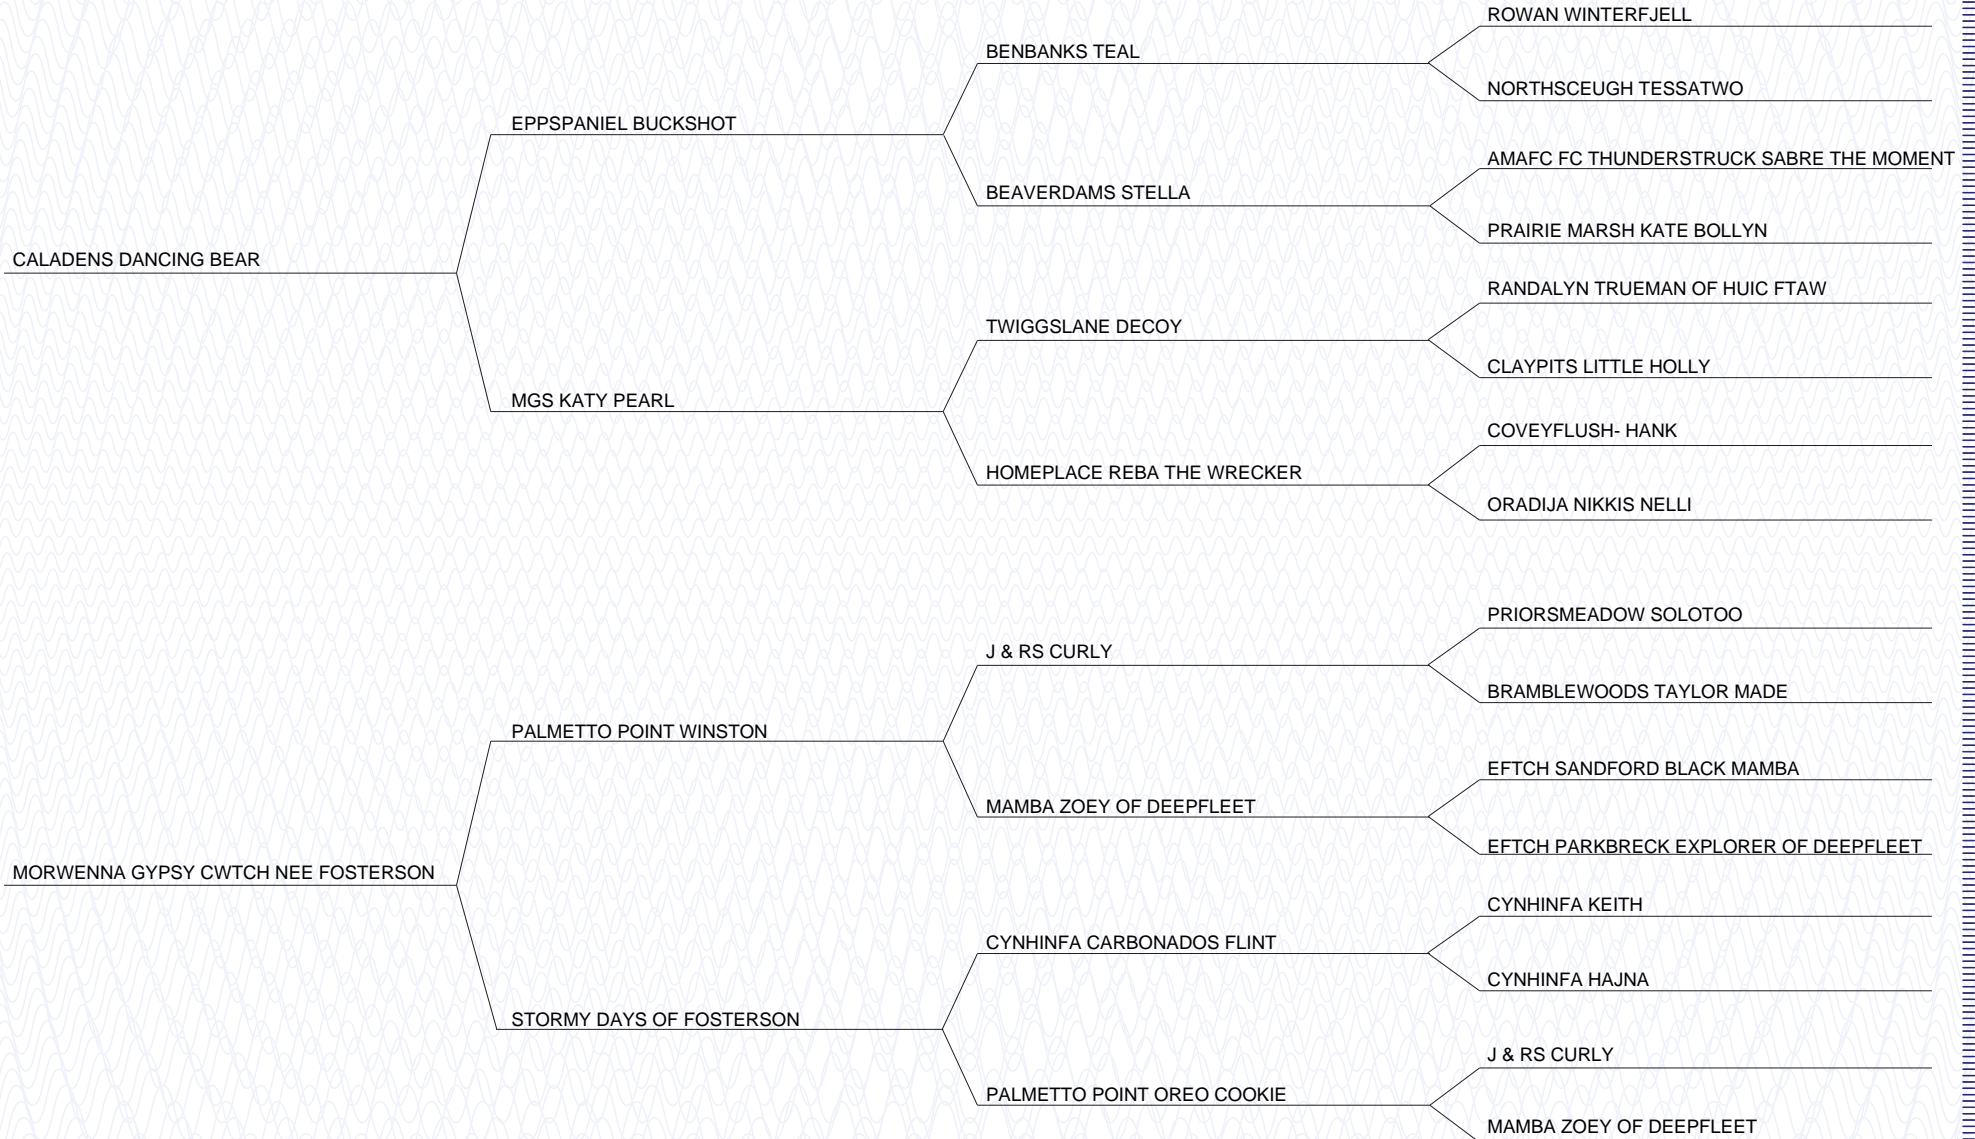 ROWAN WINTERFJELL
BENBANKS TEAL
NORTHSCEUGH TESSATWO
EPPSPANIEL BUCKSHOT
AMAFC FC THUNDERSTRUCK SABRE THE MOMENT
BEAVERDAMS STELLA
PRAIRIE MARSH KATE BOLLYN
CALADENS DANCING BEAR
RANDALYN TRUEMAN OF HUIC FTAW
TWIGGSLANE DECOY
CLAYPITS LITTLE HOLLY
MGS KATY PEARL
COVEYFLUSH- HANK
HOMEPLACE REBA THE WRECKER
ORADIJA NIKKIS NELLI
PRIORSMEADOW SOLOTOO
J & RS CURLY
BRAMBLEWOODS TAYLOR MADE
PALMETTO POINT WINSTON
EFTCH SANDFORD BLACK MAMBA
MAMBA ZOEY OF DEEPFLEET
EFTCH PARKBRECK EXPLORER OF DEEPFLEET
MORWENNA GYPSY CWTCH NEE FOSTERSON
CYNHINFA KEITH
CYNHINFA CARBONADOS FLINT
CYNHINFA HAJNA
STORMY DAYS OF FOSTERSON
J & RS CURLY
PALMETTO POINT OREO COOKIE
MAMBA ZOEY OF DEEPFLEET